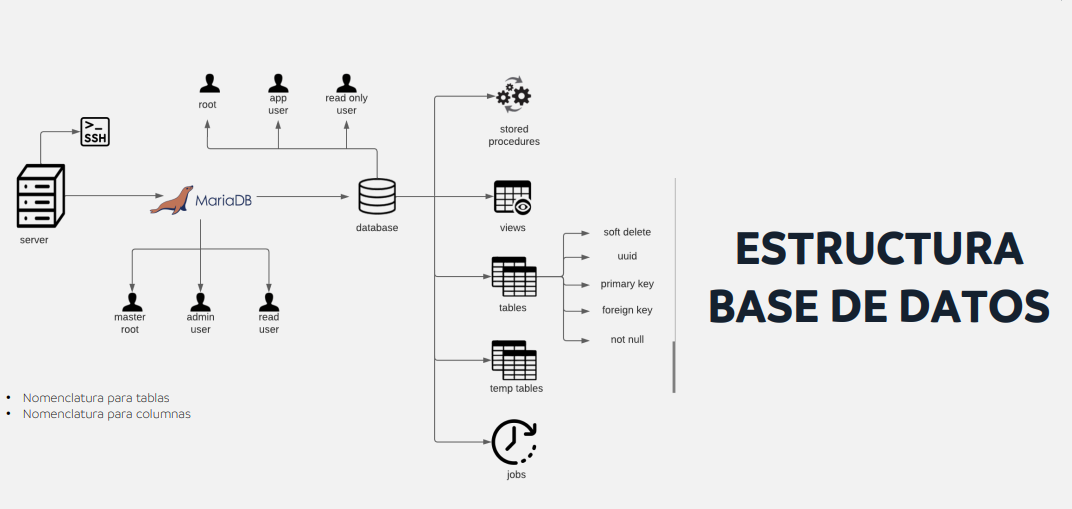 root
app
user
read only
user
>_
SSH
server
MariaDB
database
master
root
admin
user
read
user
stored
procedures
views
tables
temp tables
jobs
soft delete
uuid
primary key
foreign key
not null
ESTRUCTURA
BASE DE DATOS
• Nomenclatura para tablas
• Nomenclatura para columnas